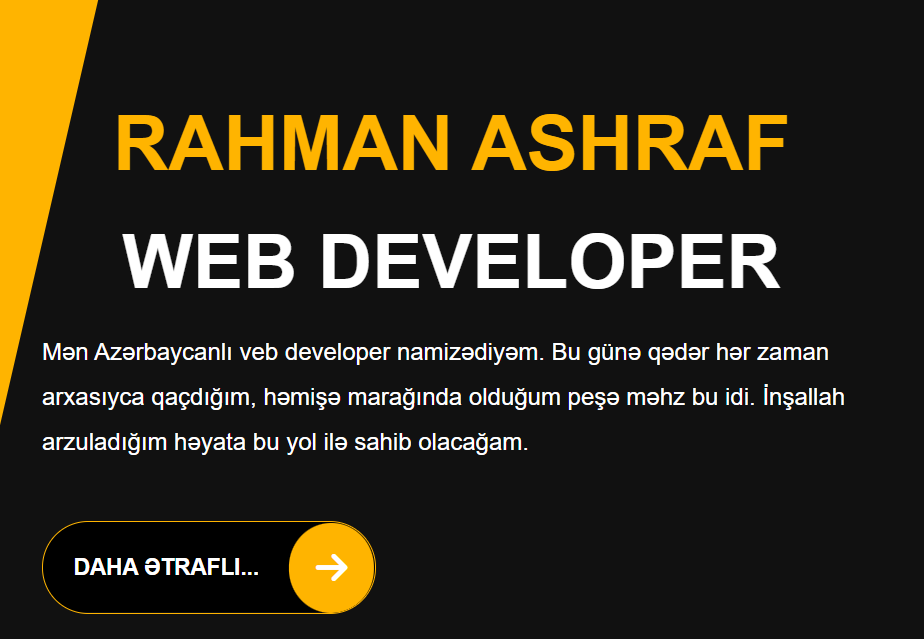 RAHMAN ASHRAF
WEB DEVELOPER
Mən Azərbaycanlı veb developer namizədiyəm. Bu günə qədər hər zaman
arxasıyca qaçdığım, həmişə marağında olduğum peşə məhz bu idi. İnşallah
arzuladığım həyata bu yol ilə sahib olacağam.
DAHA ƏTRAFLI...